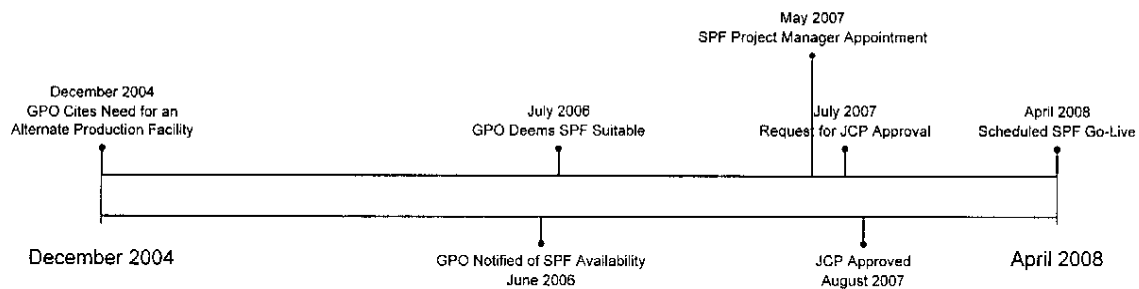 May 2007
SPF Project Manager Appointment
December 2004
GPO Cites Need for an
Alternate Production Facility
July 2006
GPO Deems SPF Suitable
July 2007
Request for JCP Approval
April 2008
Scheduled SPF Go-Live
December 2004
GPO Notified of SPF Availability
June 2006
JCP Approved
August 2007
April 2008